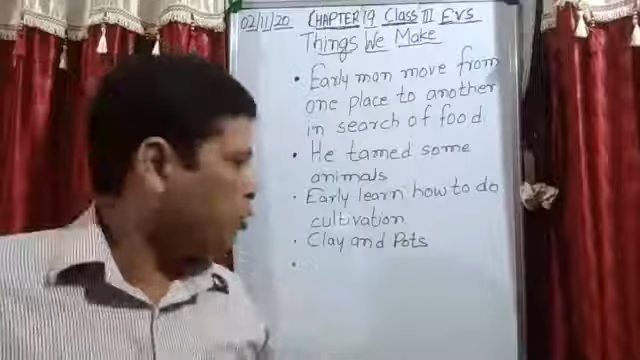 02/11/20 CHAPTER 19 Class III EVS
Things We Make
• Early man move from
one place to another
in search of food
• He tamed some
animals
• Early learn how to do
cultivation
• Clay and Pots
•